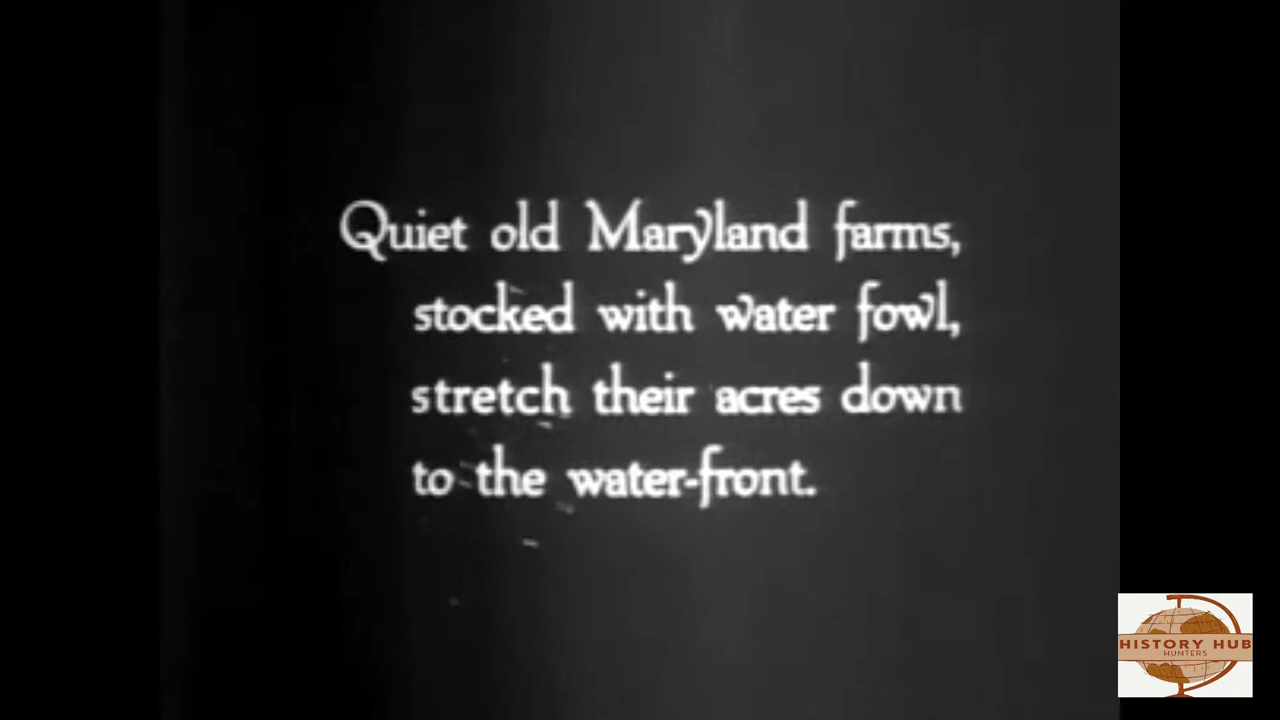 Quiet old Maryland farms,
stocked with water fowl,
stretch their acres down
to the water-front.
HISTORY HUB
HUNTERS